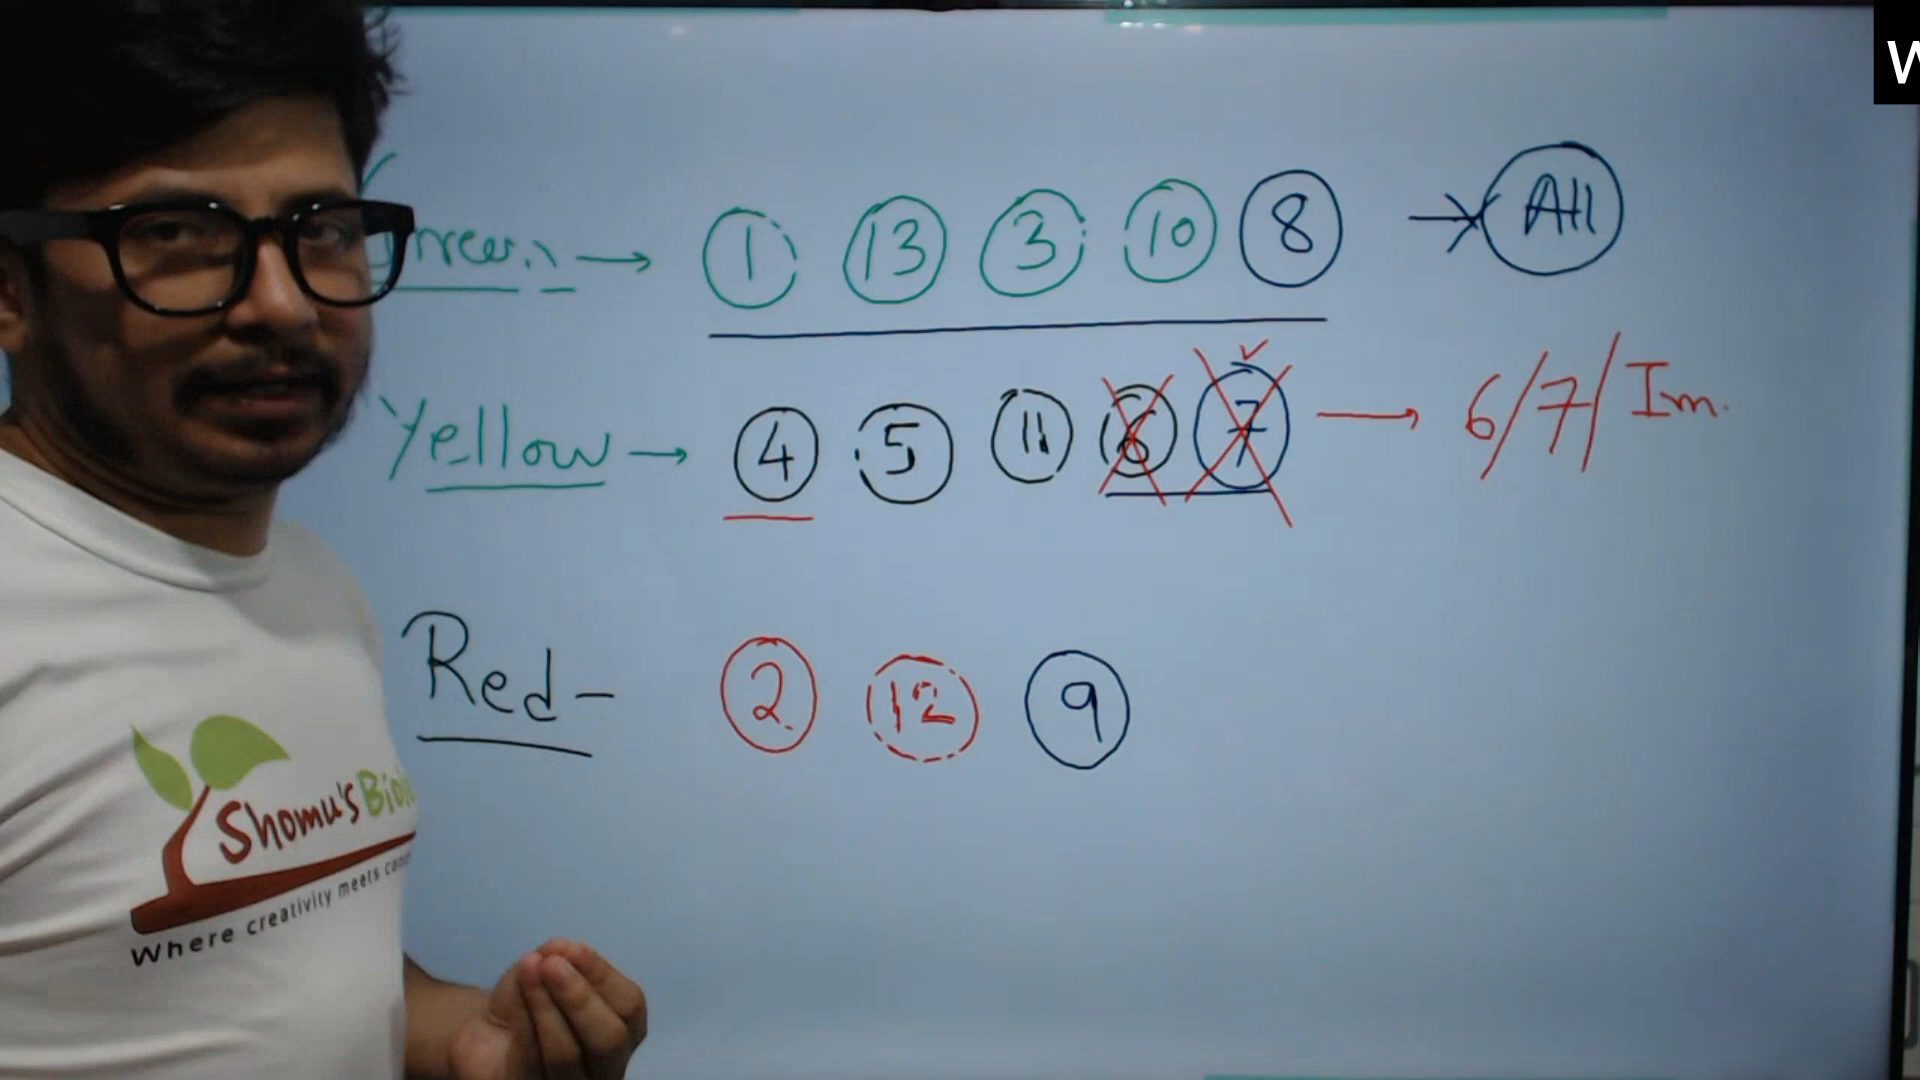 Green → 1 13 3 10 8 → All
Yellow → 4 5 11 6 7 → 6/7/Im.
Red- 2 12 9
Shomu's Biol
Where creativity meets
W